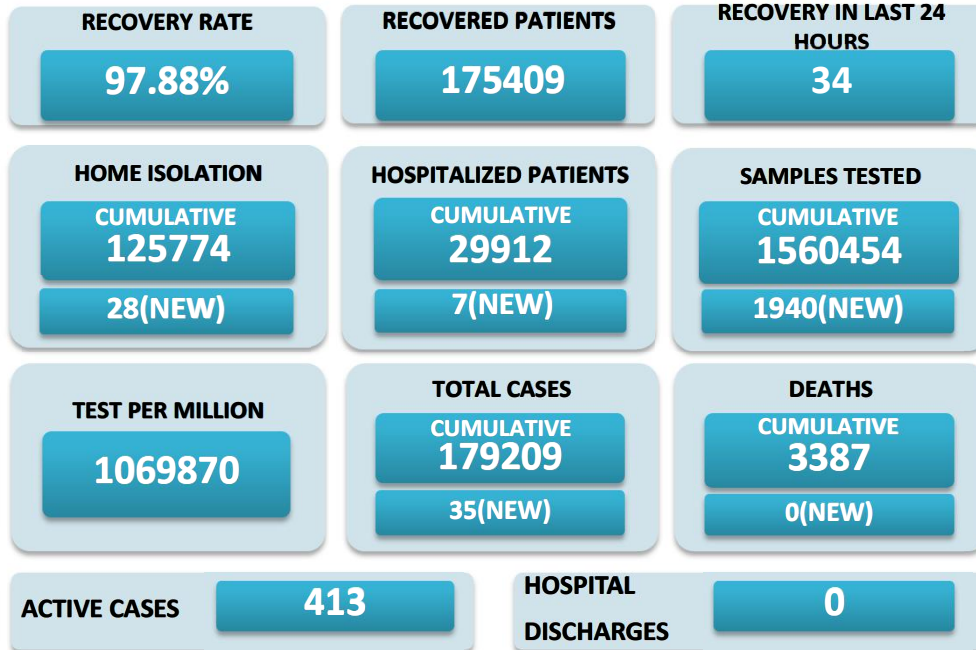 RECOVERY RATE
97.88%
RECOVERED PATIENTS
175409
RECOVERY IN LAST 24
HOURS
34
HOME ISOLATION
CUMULATIVE
125774
28(NEW)
HOSPITALIZED PATIENTS
CUMULATIVE
29912
7(NEW)
SAMPLES TESTED
CUMULATIVE
1560454
1940(NEW)
TEST PER MILLION
1069870
TOTAL CASES
CUMULATIVE
179209
35(NEW)
DEATHS
CUMULATIVE
3387
0(NEW)
ACTIVE CASES
413
HOSPITAL
DISCHARGES
0